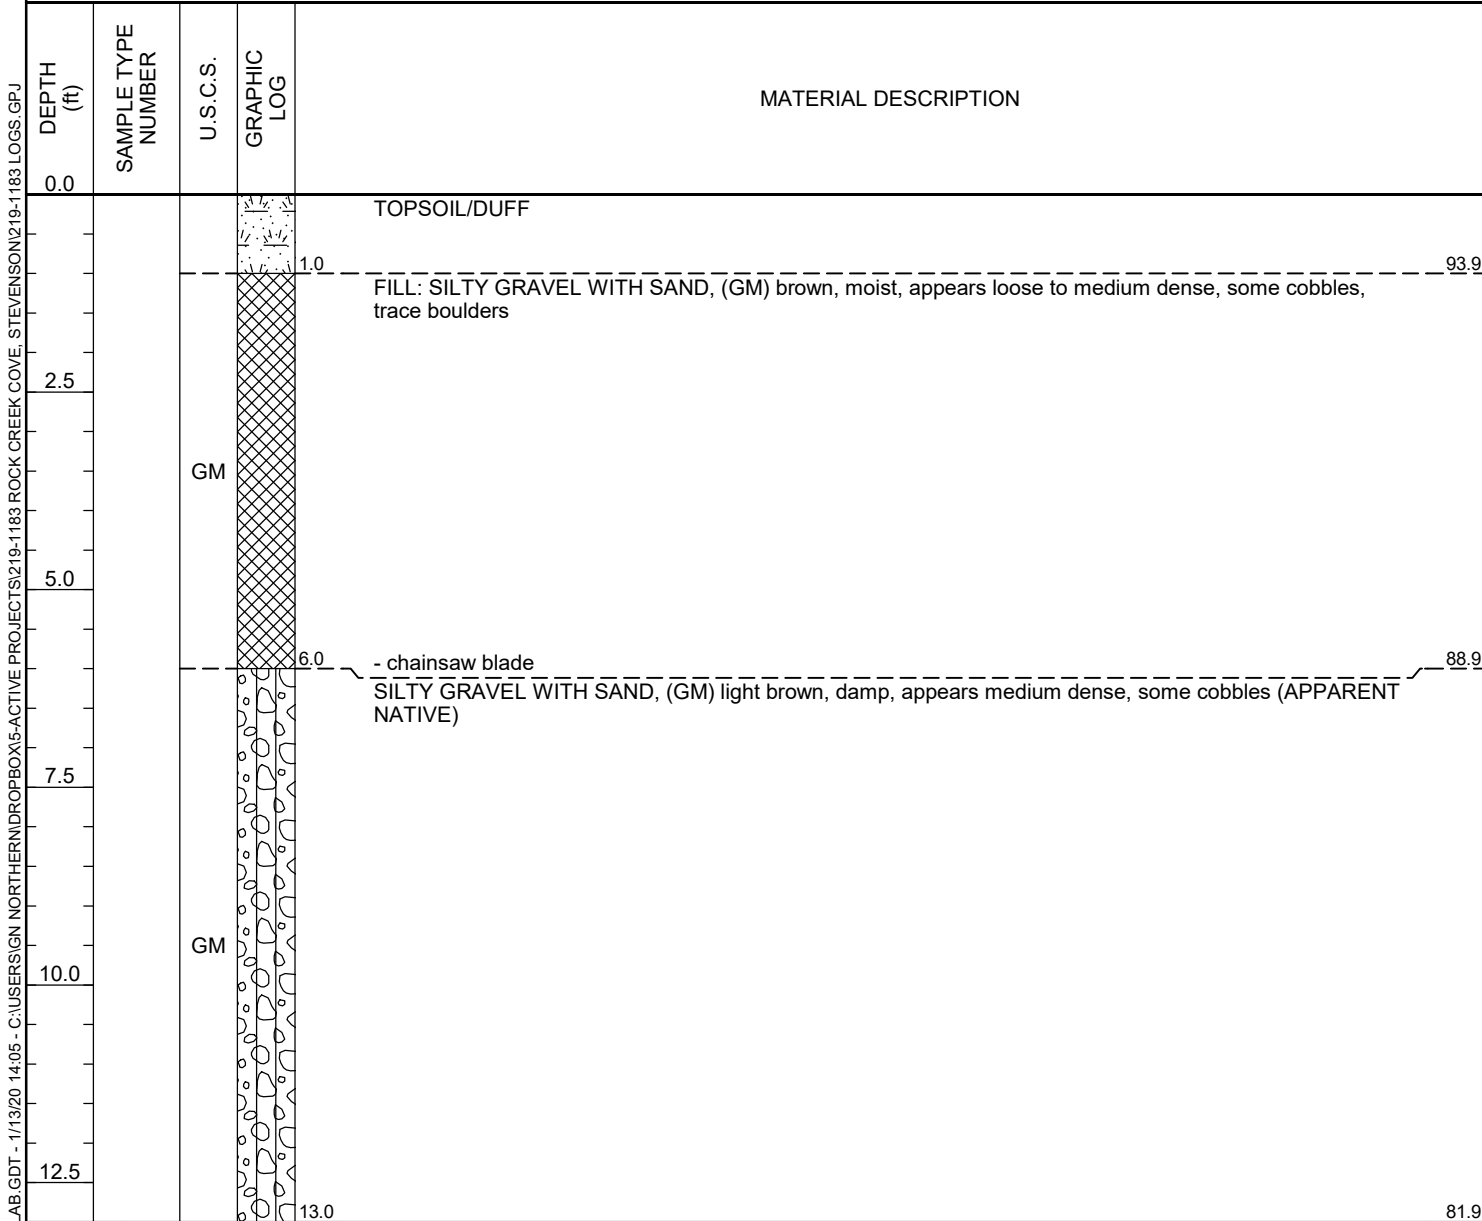 DEPTH
(ft)
SAMPLE TYPE
NUMBER
U.S.C.S.
GRAPHIC
LOG
MATERIAL DESCRIPTION
0.0
TOPSOIL/DUFF
1.0
93.9
FILL: SILTY GRAVEL WITH SAND, (GM) brown, moist, appears loose to medium dense, some cobbles,
trace boulders
2.5
GM
5.0
6.0
- chainsaw blade
88.9
SILTY GRAVEL WITH SAND, (GM) light brown, damp, appears medium dense, some cobbles (APPARENT
NATIVE)
7.5
GM
10.0
12.5
13.0
81.9
AB.GDT - 1/13/20 14:05 - C:\USERS\GN NORTHERN\DROPBOX\5-ACTIVE PROJECTS\219-1183 ROCK CREEK COVE, STEVENSON\219-1183 LOGS.GPJ